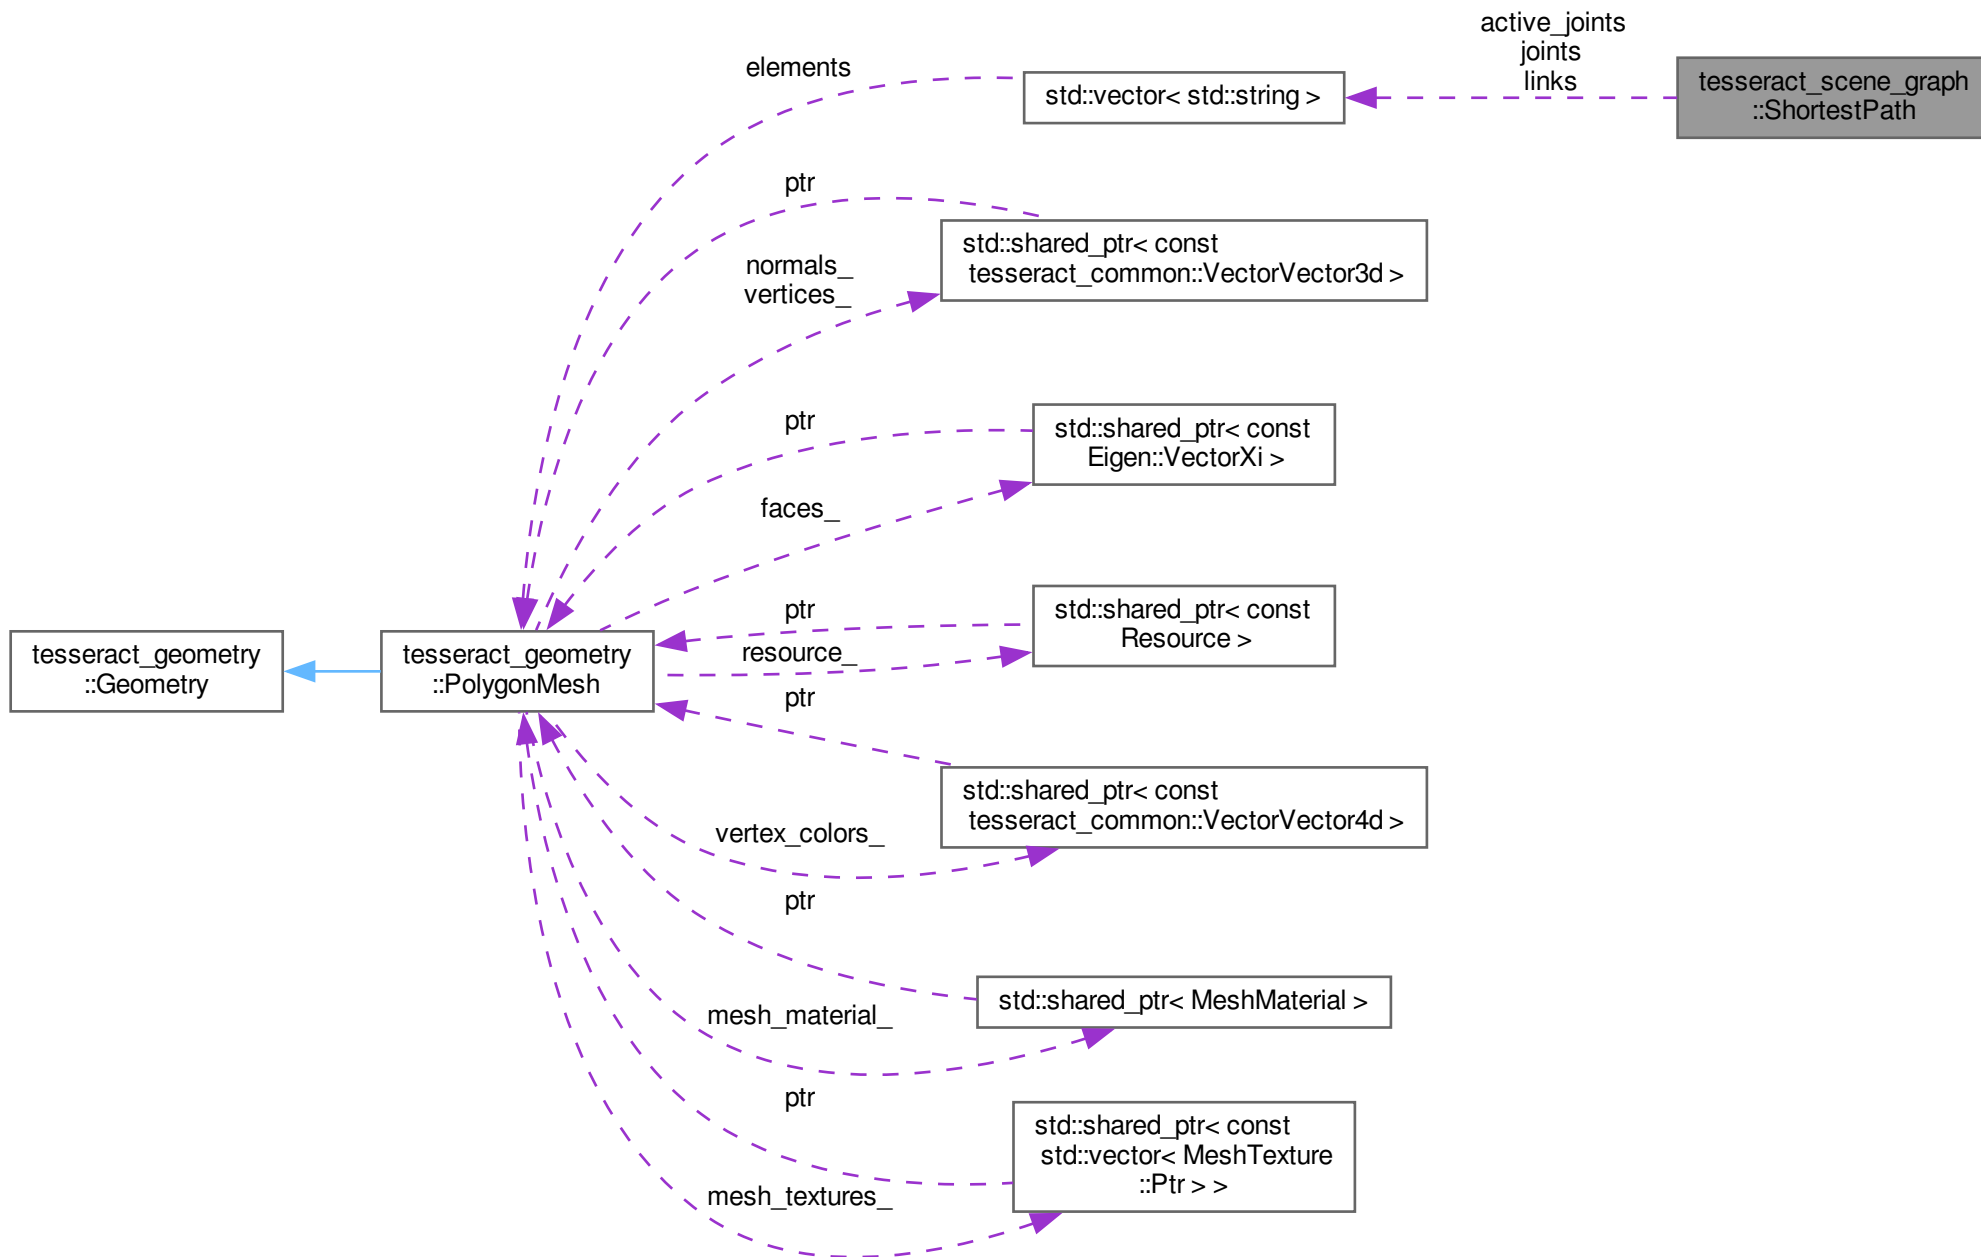 active_joints
joints
links
elements
std::vector< std::string >
tesseract_scene_graph
::ShortestPath
ptr
std::shared_ptr< const
tesseract_common::VectorVector3d >
normals_
vertices_
ptr
std::shared_ptr< const
Eigen::VectorXi >
faces_
ptr
std::shared_ptr< const
Resource >
resource_
tesseract_geometry
::Geometry
tesseract_geometry
::PolygonMesh
ptr
std::shared_ptr< const
tesseract_common::VectorVector4d >
vertex_colors_
ptr
std::shared_ptr< MeshMaterial >
mesh_material_
ptr
std::shared_ptr< const
std::vector< MeshTexture
::Ptr > >
mesh_textures_